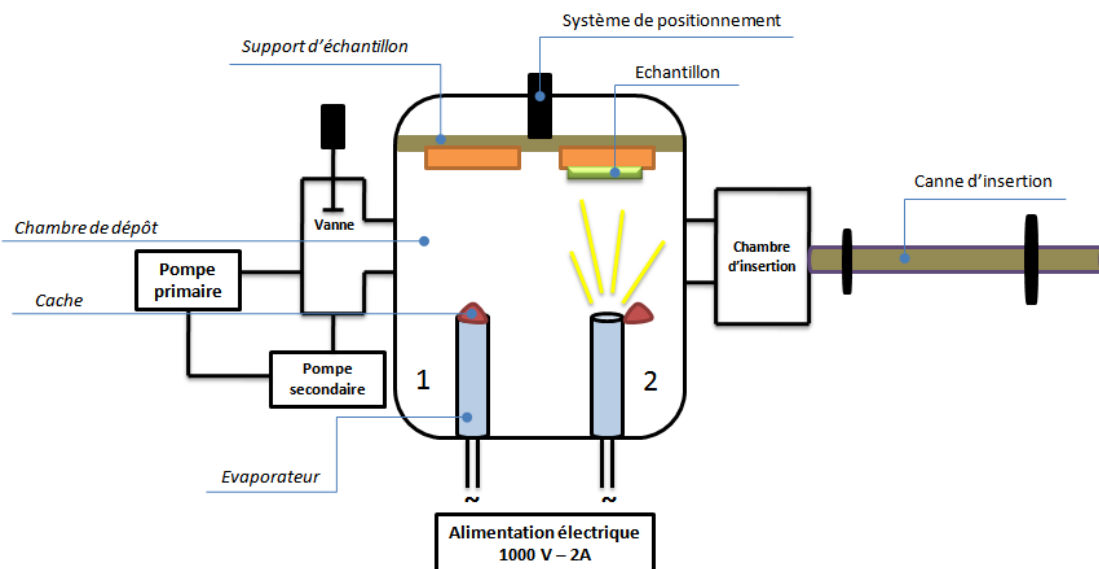 Système de positionnement
Support d'échantillon
Echantillon
Canne d'insertion
Vanne
Chambre de dépôt
Chambre
d'insertion
Pompe
primaire
Cache
Pompe
secondaire
1
2
Evaporateur
~ ~
Alimentation électrique
1000 V – 2A